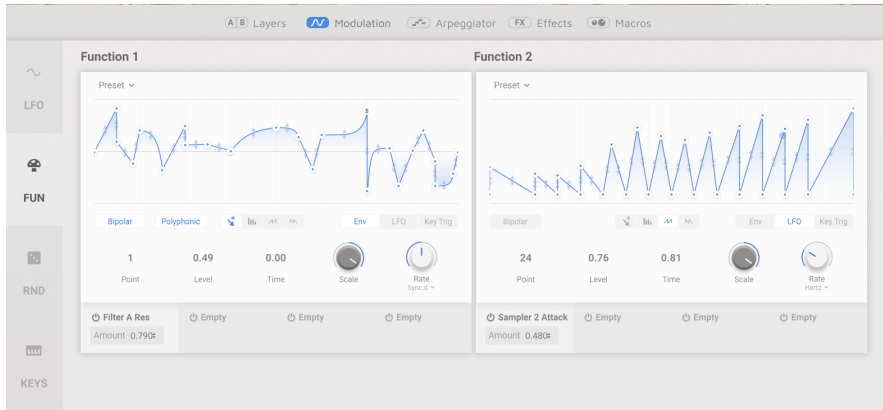 AB Layers Modulation Arpeggiator FX Effects Macros
Function 1 Function 2
LFO
FUN
RND
KEYS
Preset
S
Bipolar Polyphonic Env LFO Key Trig
1 0.49 0.00
Point Level Time Scale Rate
Sync.d
Filter A Res Empty Empty Empty
Amount 0.790
Preset
Bipolar Env LFO Key Trig
24 0.76 0.81
Point Level Time Scale Rate
Hertz
Sampler 2 Attack Empty Empty Empty
Amount 0.480